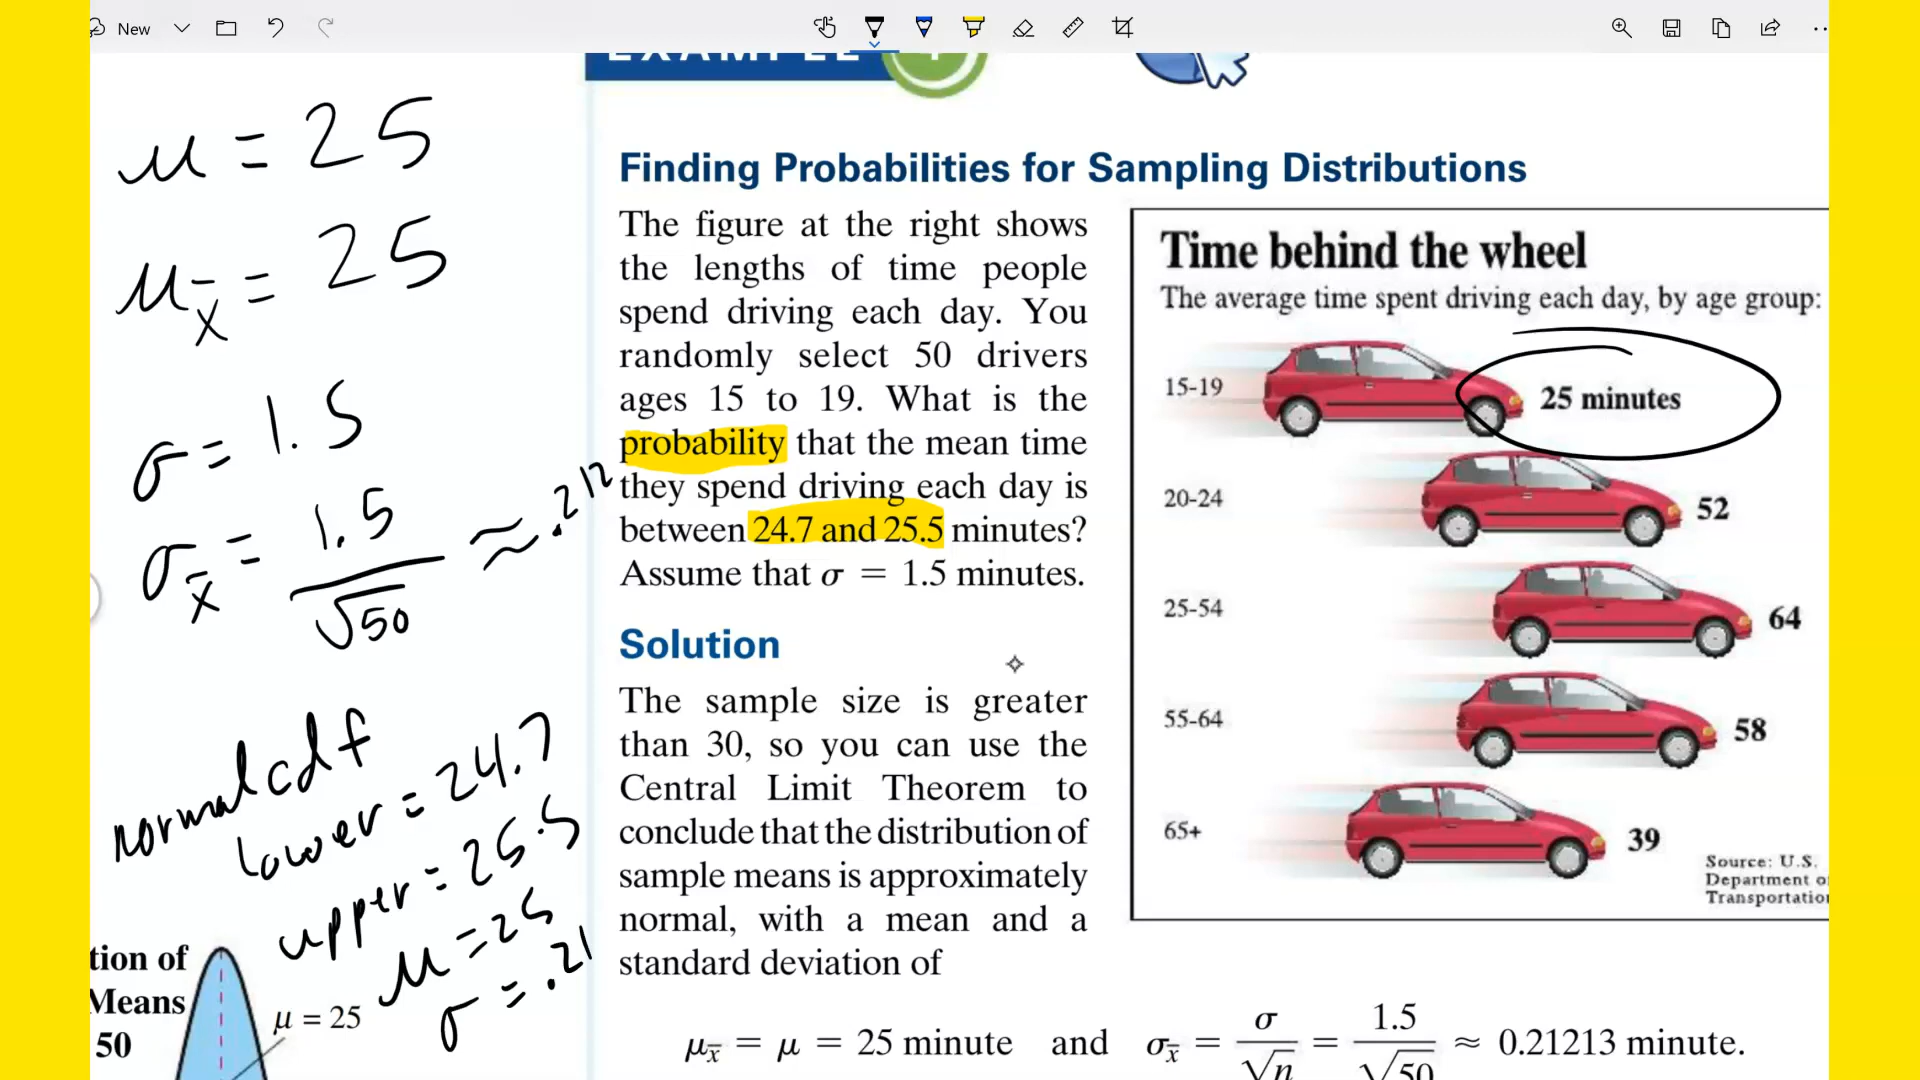 New
EXAMPLE 4
μ = 25
μx̄ = 25
σ = 1.5
σx̄ = 1.5 / √50 ≈ .212
normalcdf
lower = 24.7
upper = 25.5
μ = 25
σ = .21
tion of
Means
50
μ = 25
Finding Probabilities for Sampling Distributions
The figure at the right shows
the lengths of time people
spend driving each day. You
randomly select 50 drivers
ages 15 to 19. What is the
probability that the mean time
they spend driving each day is
between 24.7 and 25.5 minutes?
Assume that σ = 1.5 minutes.
Solution
The sample size is greater
than 30, so you can use the
Central Limit Theorem to
conclude that the distribution of
sample means is approximately
normal, with a mean and a
standard deviation of
μx̄ = μ = 25 minute and σx̄ = σ / √n = 1.5 / √50 ≈ 0.21213 minute.
Time behind the wheel
The average time spent driving each day, by age group:
15-19 25 minutes
20-24 52
25-54 64
55-64 58
65+ 39
Source: U.S.
Department o
Transportatio